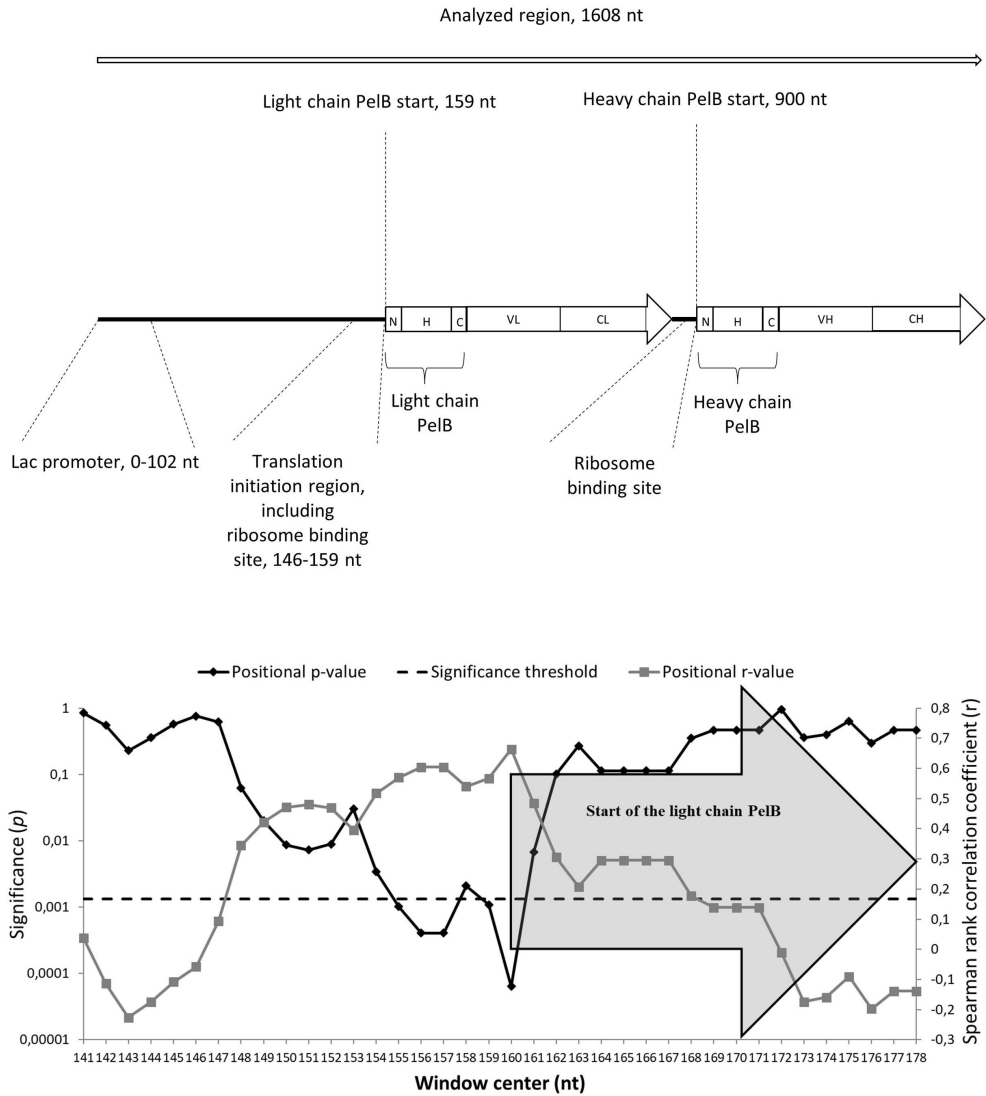 Analyzed region, 1608 nt
Light chain PelB start, 159 nt
Heavy chain PelB start, 900 nt
N H C VL CL N H C VH CH
Light chain
PelB
Heavy chain
PelB
Lac promoter, 0-102 nt
Translation
initiation region,
including
ribosome binding
site, 146-159 nt
Ribosome
binding site
Positional p-value Significance threshold Positional r-value
Significance (p)
1
0,1
0,01
0,001
0,0001
0,00001
Start of the light chain PelB
0,8
0,7
0,6
0,5
0,4
0,3
0,2
0,1
0
-0,1
-0,2
-0,3
Spearman rank correlation coefficient (r)
141 142 143 144 145 146 147 148 149 150 151 152 153 154 155 156 157 158 159 160 161 162 163 164 165 166 167 168 169 170 171 172 173 174 175 176 177 178
Window center (nt)